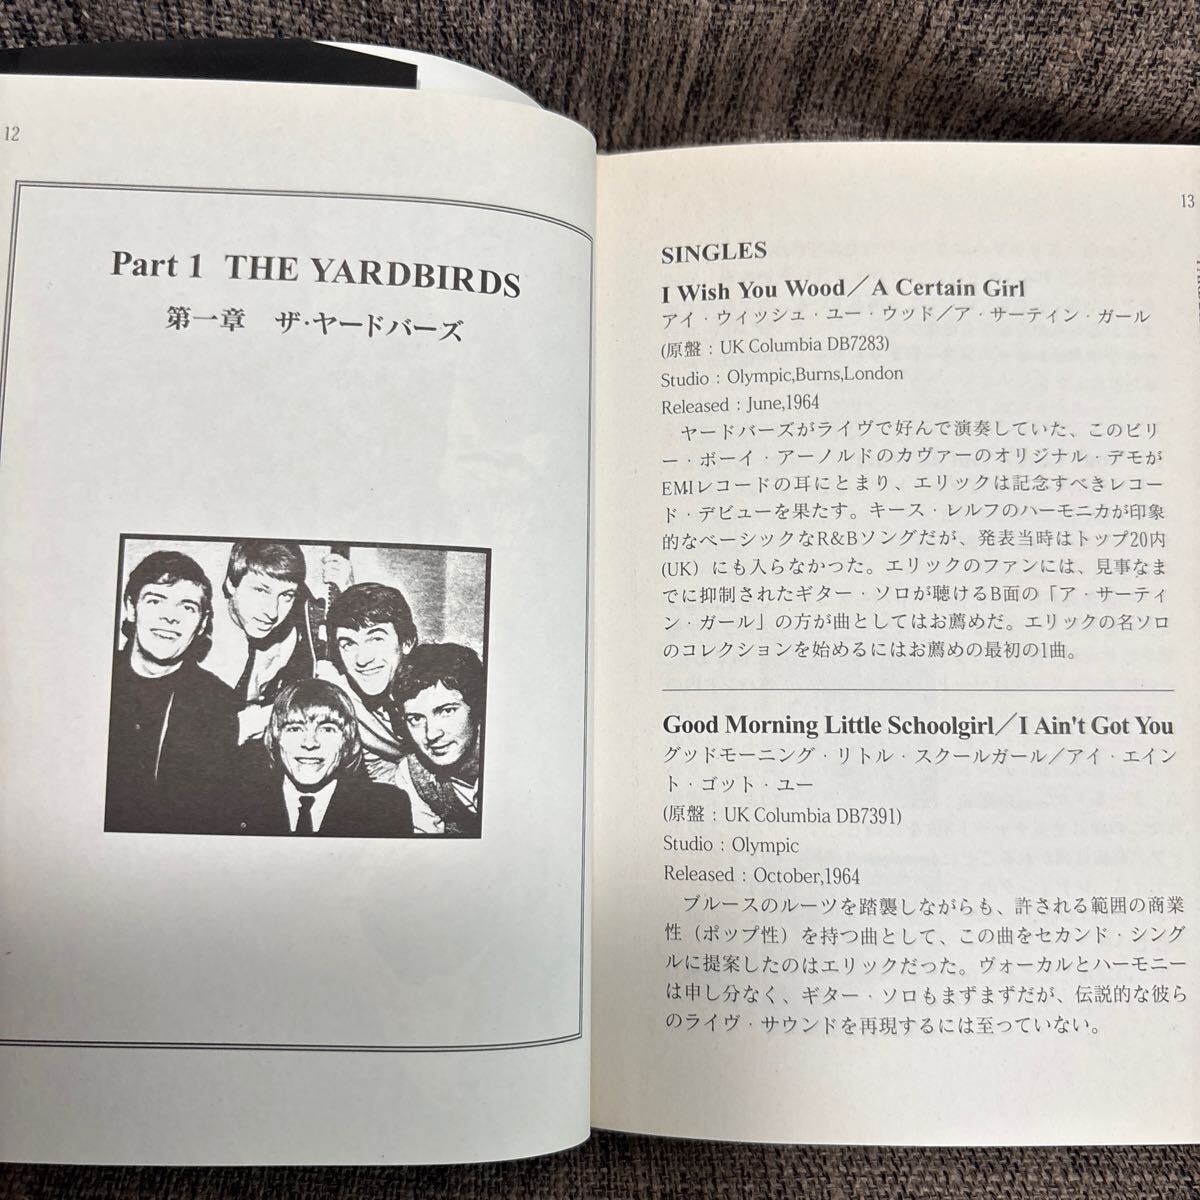 12
Part 1 THE YARDBIRDS
第一章 ザ·ヤードバーズ
13
SINGLES
I Wish You Wood／A Certain Girl
アイ・ウィッシュ・ユー・ウッド／ア・サーティン・ガール
(原盤 : UK Columbia DB7283)
Studio : Olympic,Burns,London
Released : June,1964
ヤードバーズがライヴで好んで演奏していた、このビリ
ー・ボーイ・アーノルドのカヴァーのオリジナル・デモが
EMIレコードの耳にとまり、エリックは記念すべきレコー
ド・デビューを果たす。キース・レルフのハーモニカが印象
的なベーシックなR&Bソングだが、発表当時はトップ20内
(UK）にも入らなかった。エリックのファンには、見事なま
でに抑制されたギター・ソロが聴けるB面の「ア・サーティ
ン・ガール」の方が曲としてはお薦めだ。エリックの名ソロ
のコレクションを始めるにはお薦めの最初の1曲。
Good Morning Little Schoolgirl／I Ain't Got You
グッドモーニング・リトル・スクールガール／アイ・エイン
ト・ゴット・ユー
(原盤 : UK Columbia DB7391)
Studio : Olympic
Released : October,1964
ブルースのルーツを踏襲しながらも、許される範囲の商業
性（ポップ性）を持つ曲として、この曲をセカンド・シング
ルに提案したのはエリックだった。ヴォーカルとハーモニー
は申し分なく、ギター・ソロもまずまずだが、伝説的な彼ら
のライヴ・サウンドを再現するには至っていない。